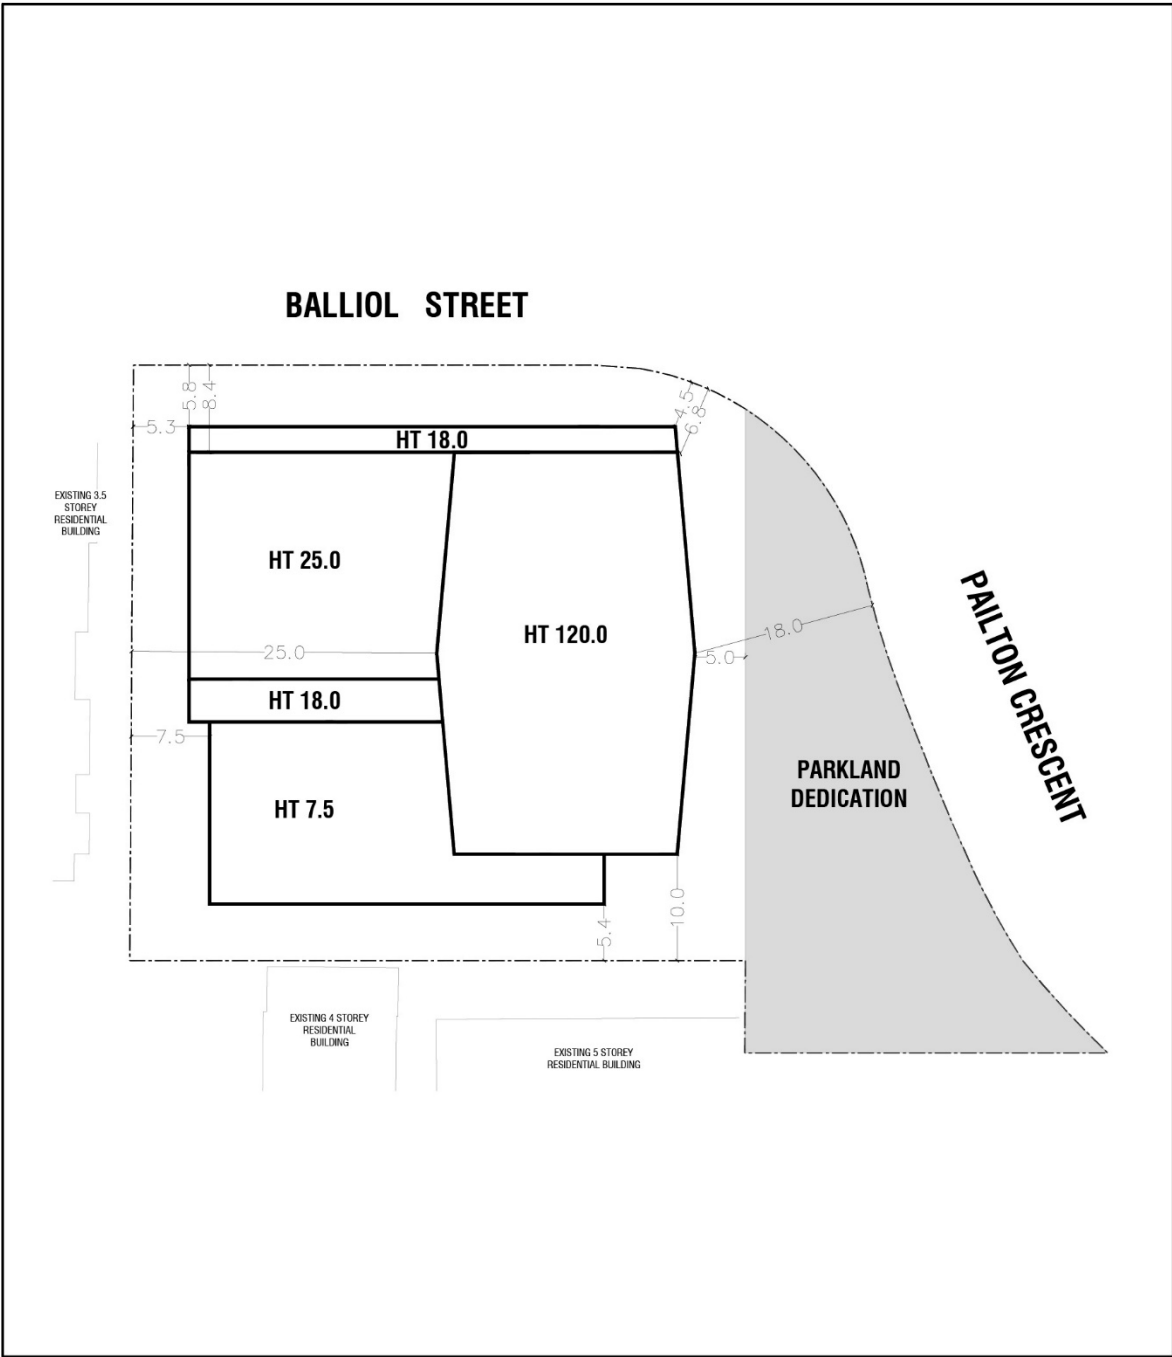 BALLIOL STREET
5.8
8.4
4.5
6.8
5.3
HT 18.0
EXISTING 3.5
STOREY
RESIDENTIAL
BUILDING
HT 25.0
HT 120.0
PAILTON CRESCENT
18.0
25.0
5.0
HT 18.0
7.5
PARKLAND
DEDICATION
HT 7.5
10.0
5.4
EXISTING 4 STOREY
RESIDENTIAL
BUILDING
EXISTING 5 STOREY
RESIDENTIAL BUILDING